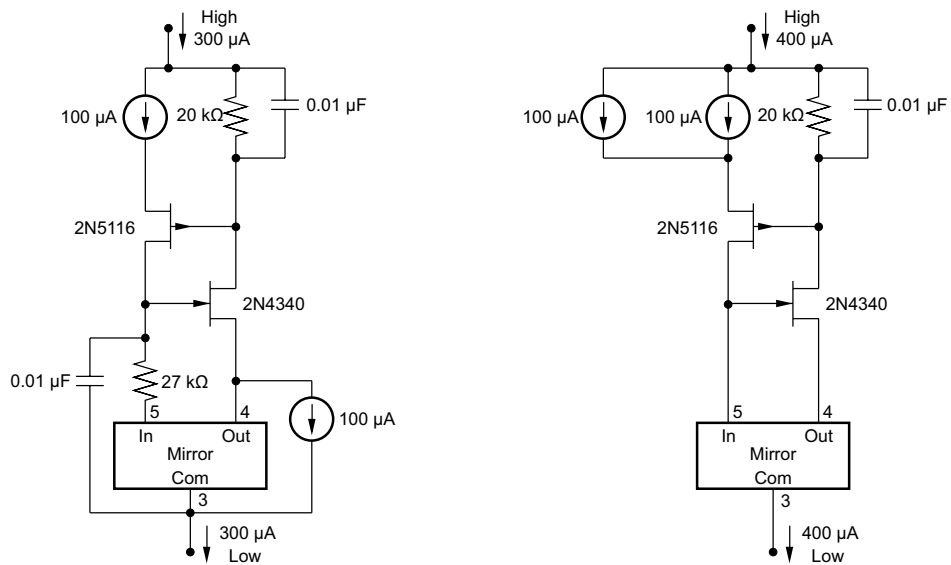 High
300 µA
100 µA
20 kΩ
0.01 µF
2N5116
2N4340
0.01 µF
27 kΩ
5
4
In
Out
Mirror
Com
3
100 µA
300 µA
Low
High
400 µA
100 µA
100 µA
20 kΩ
0.01 µF
2N5116
2N4340
5
4
In
Out
Mirror
Com
3
400 µA
Low